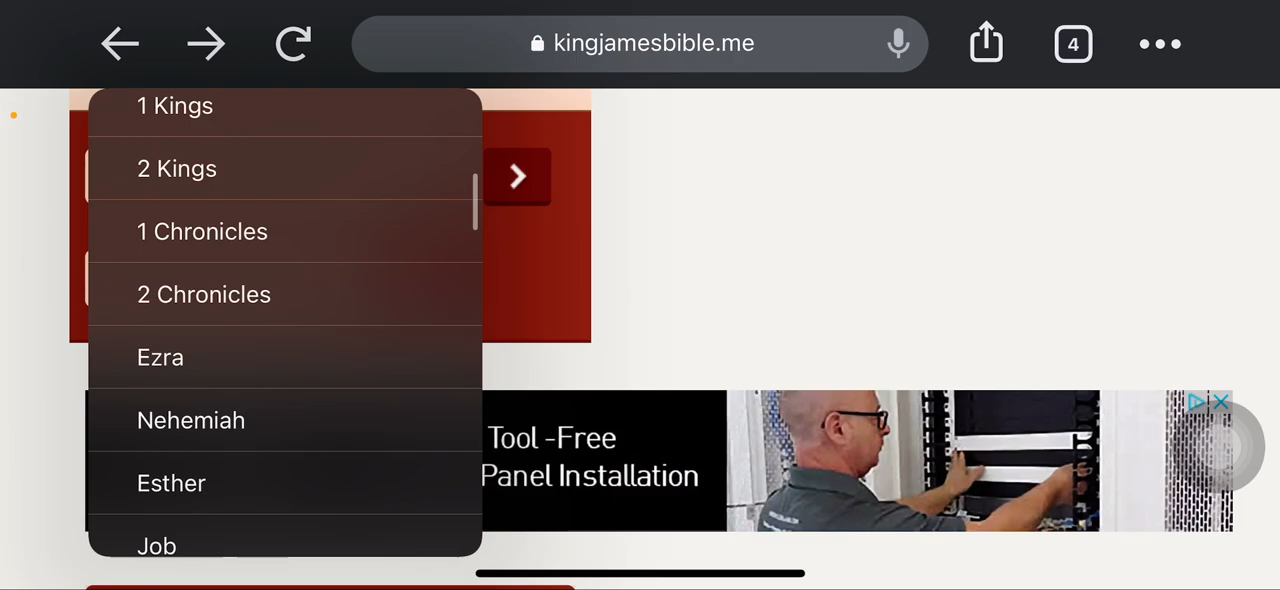 kingjamesbible.me
4
1 Kings
2 Kings
1 Chronicles
2 Chronicles
Ezra
Nehemiah
Esther
Job
Tool -Free
Panel Installation